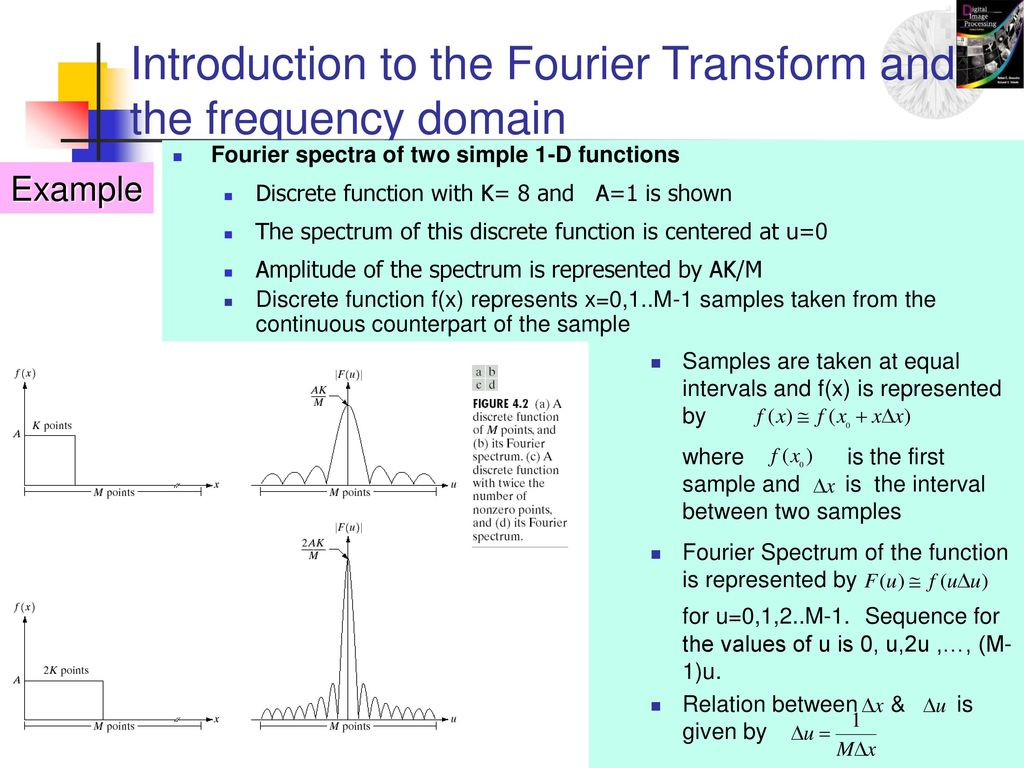 Introduction to the Fourier Transform and
the frequency domain
Digital
Image
Processing
Example
Fourier spectra of two simple 1-D functions
Discrete function with K= 8 and A=1 is shown
The spectrum of this discrete function is centered at u=0
Amplitude of the spectrum is represented by AK/M
Discrete function f(x) represents x=0,1..M-1 samples taken from the
continuous counterpart of the sample
f(x)
K points
A
M points
x
|F(u)|
AK
M
M points
u
a b
c d
FIGURE 4.2 (a) A
discrete function
of M points, and
(b) its Fourier
spectrum. (c) A
discrete function
with twice the
number of
nonzero points,
and (d) its Fourier
spectrum.
f(x)
2K points
A
M points
x
|F(u)|
2AK
M
M points
u
Samples are taken at equal
intervals and f(x) is represented
by f(x) ≅ f(x₀ + xΔx)
where f(x₀) is the first
sample and Δx is the interval
between two samples
Fourier Spectrum of the function
is represented by F(u) ≅ f(uΔu)
for u=0,1,2..M-1. Sequence for
the values of u is 0, u,2u ,…, (M-
1)u.
Relation between Δx & Δu is
given by Δu = 1
MΔx